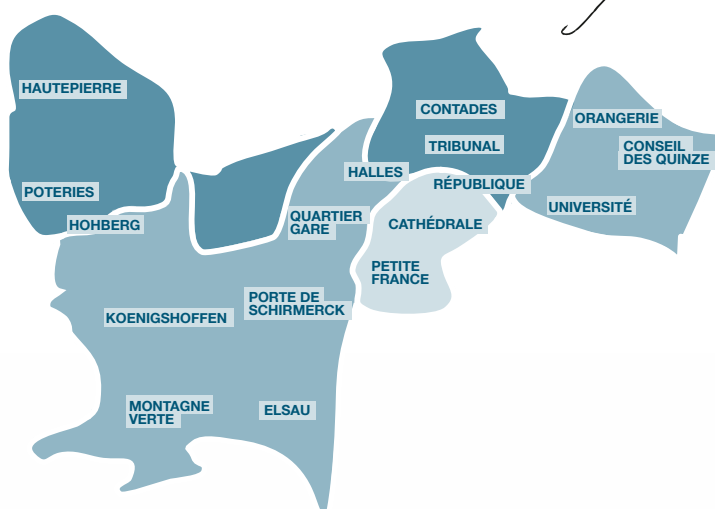 HAUTEPIERRE
CONTADES
ORANGERIE
TRIBUNAL
CONSEIL
DES QUINZE
HALLES
RÉPUBLIQUE
POTERIES
UNIVERSITÉ
HOHBERG
QUARTIER
GARE
CATHÉDRALE
PETITE
FRANCE
PORTE DE
SCHIRMERCK
KOENIGSHOFFEN
MONTAGNE
VERTE
ELSAU